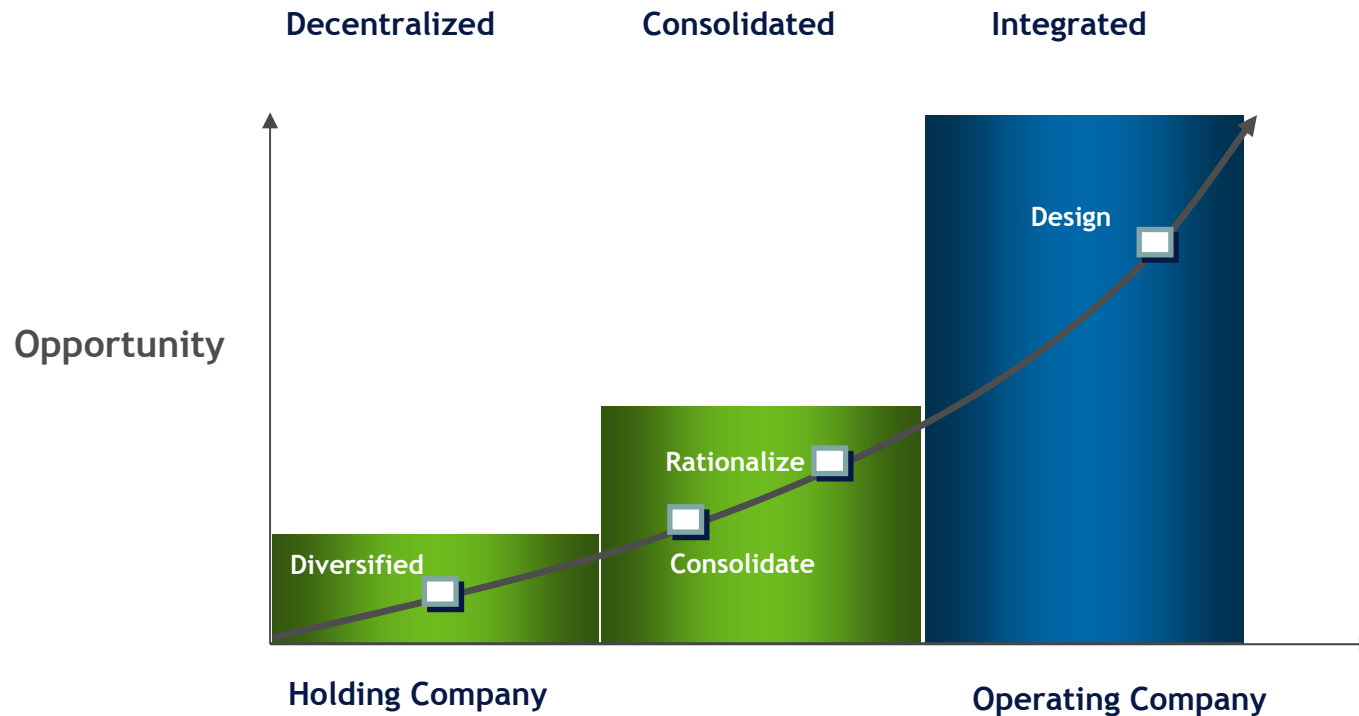 Decentralized
Consolidated
Integrated
Design
Opportunity
Rationalize
Diversified
Consolidate
Holding Company
Operating Company